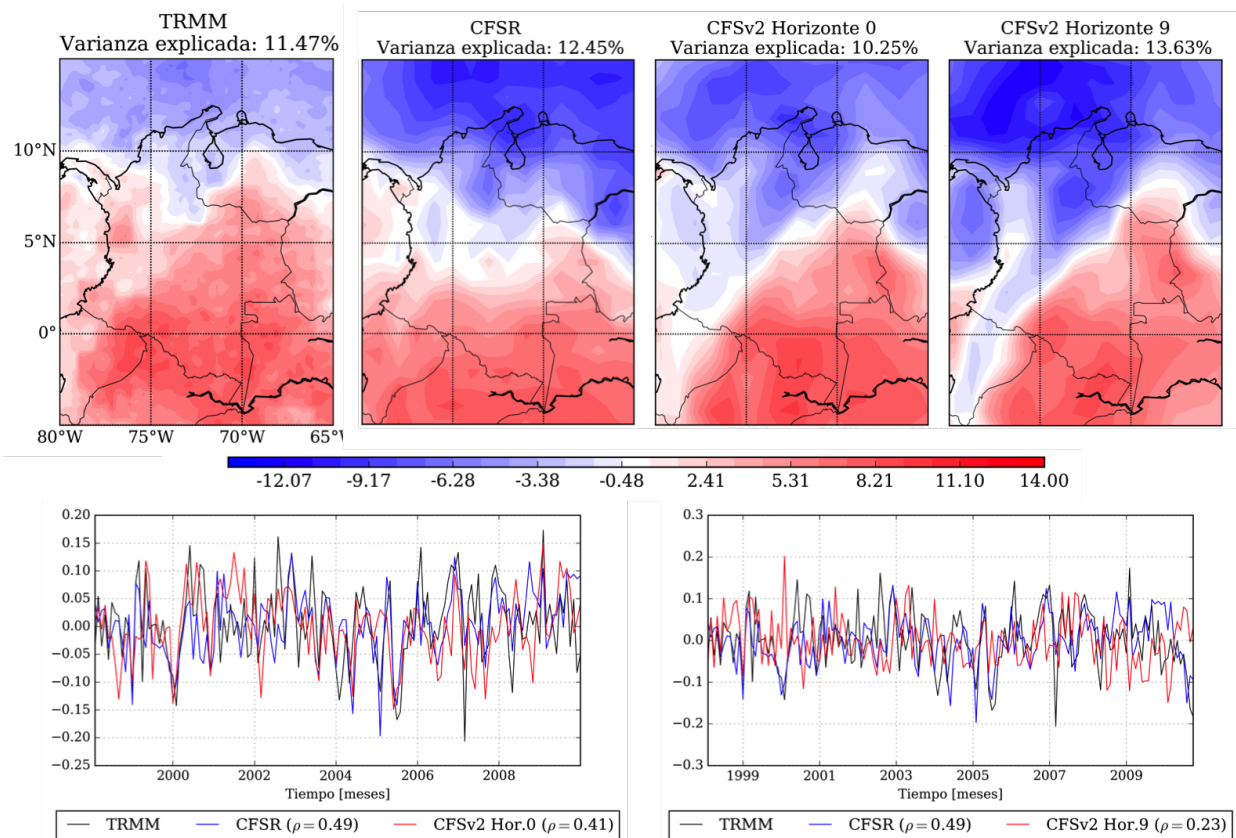 TRMM
Varianza explicada: 11.47%
CFSR
Varianza explicada: 12.45%
CFSv2 Horizonte 0
Varianza explicada: 10.25%
CFSv2 Horizonte 9
Varianza explicada: 13.63%
10°N
5°N
0°
80°W 75°W 70°W 65°
-12.07 -9.17 -6.28 -3.38 -0.48 2.41 5.31 8.21 11.10 14.00
0.20
0.15
0.10
0.05
0.00
−0.05
−0.10
−0.15
−0.20
−0.25
2000 2002 2004 2006 2008
Tiempo [meses]
TRMM CFSR (ρ=0.49) CFSv2 Hor.0 (ρ=0.41)
0.3
0.2
0.1
0.0
−0.1
−0.2
−0.3
1999 2001 2003 2005 2007 2009
Tiempo [meses]
TRMM CFSR (ρ=0.49) CFSv2 Hor.9 (ρ=0.23)